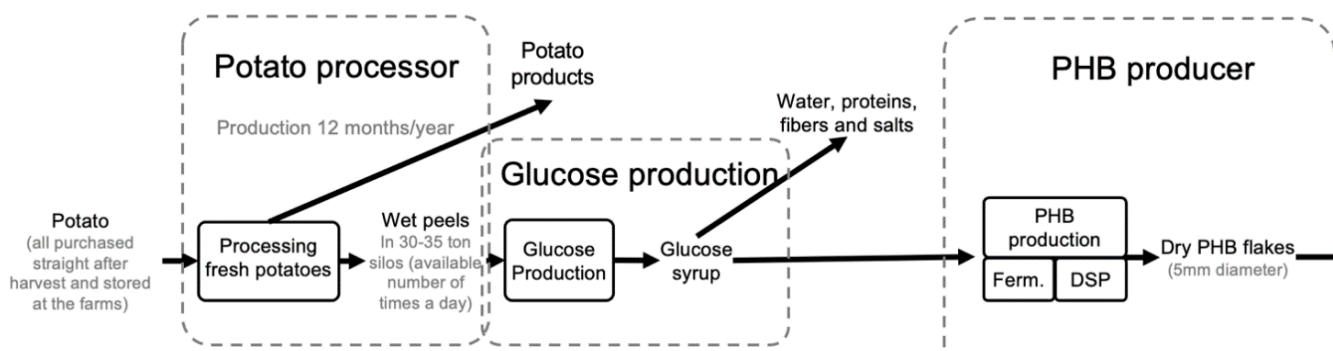 Potato processor
Production 12 months/year
Potato
products
Potato
(all purchased
straight after
harvest and stored
at the farms)
Processing
fresh potatoes
Wet peels
In 30-35 ton
silos (available
number of
times a day)
Glucose production
Glucose
Production
Glucose
syrup
Water, proteins,
fibers and salts
PHB producer
PHB
production
Ferm.
DSP
Dry PHB flakes
(5mm diameter)